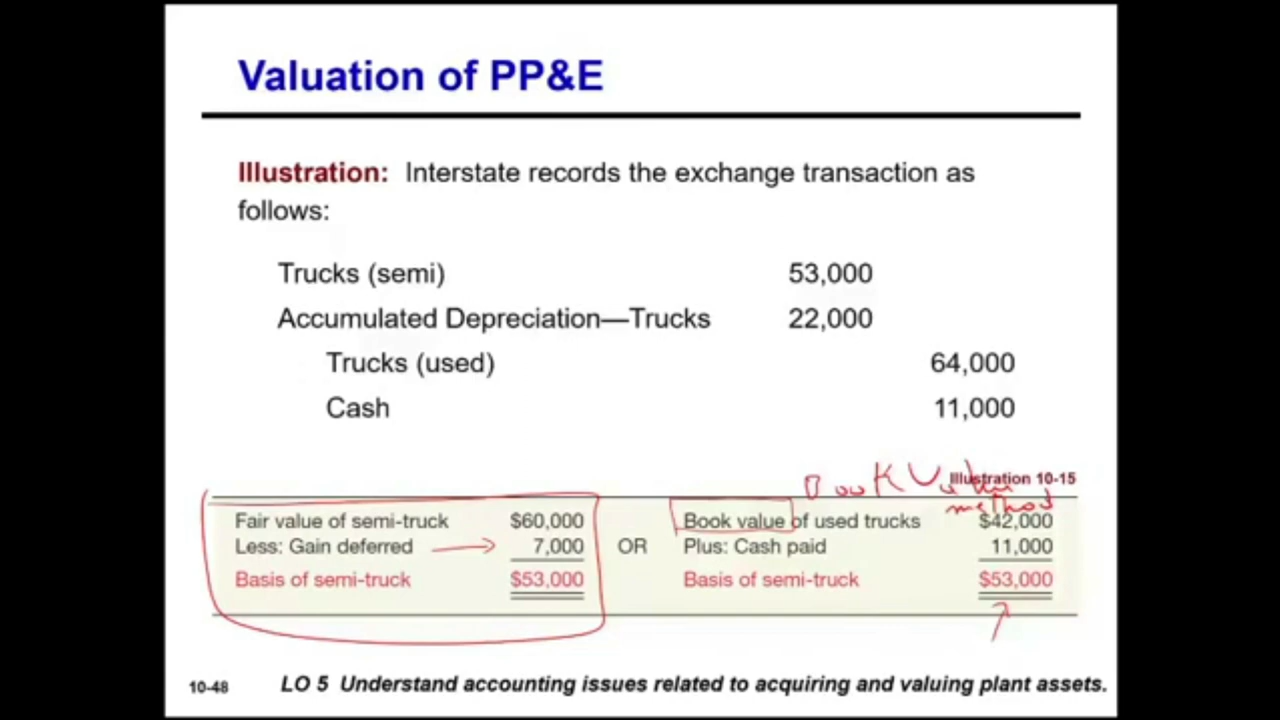 Valuation of PP&E
Illustration: Interstate records the exchange transaction as
follows:
Trucks (semi) 53,000
Accumulated Depreciation—Trucks 22,000
Trucks (used) 64,000
Cash 11,000
Book Value
Illustration 10-15
method
Fair value of semi-truck $60,000 Book value of used trucks $42,000
Less: Gain deferred 7,000 OR Plus: Cash paid 11,000
Basis of semi-truck $53,000 Basis of semi-truck $53,000
10-48 LO 5 Understand accounting issues related to acquiring and valuing plant assets.